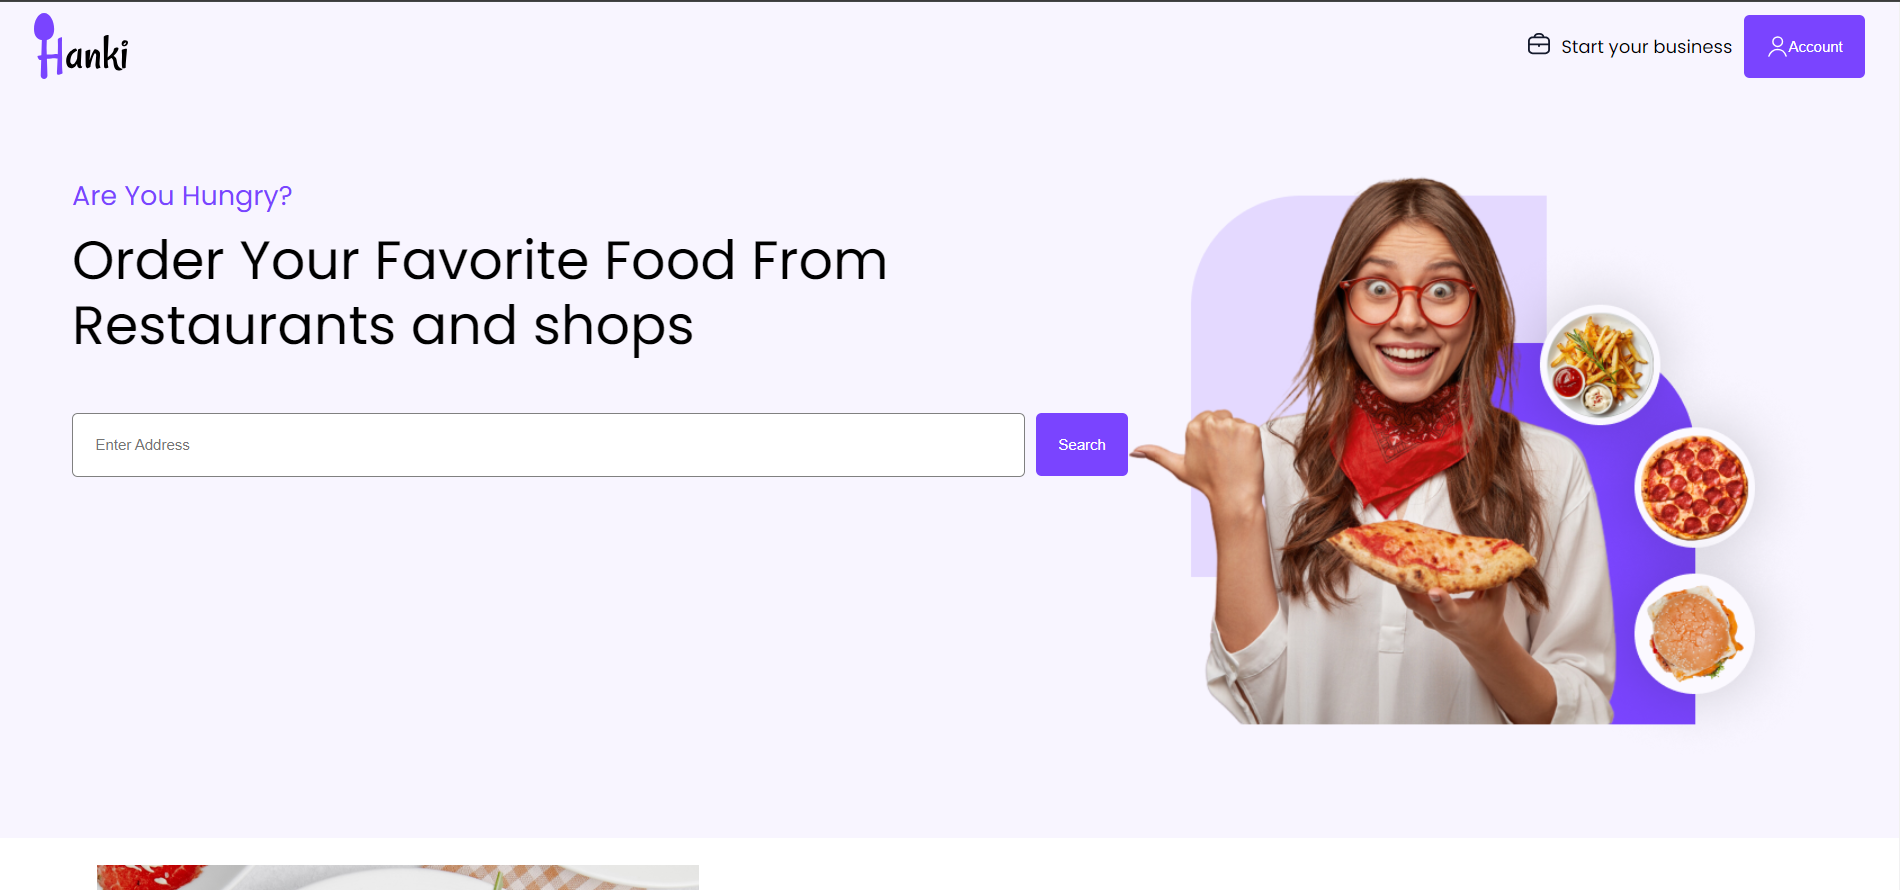 Hanki
Start your business
Account
Are You Hungry?
Order Your Favorite Food From
Restaurants and shops
Enter Address
Search